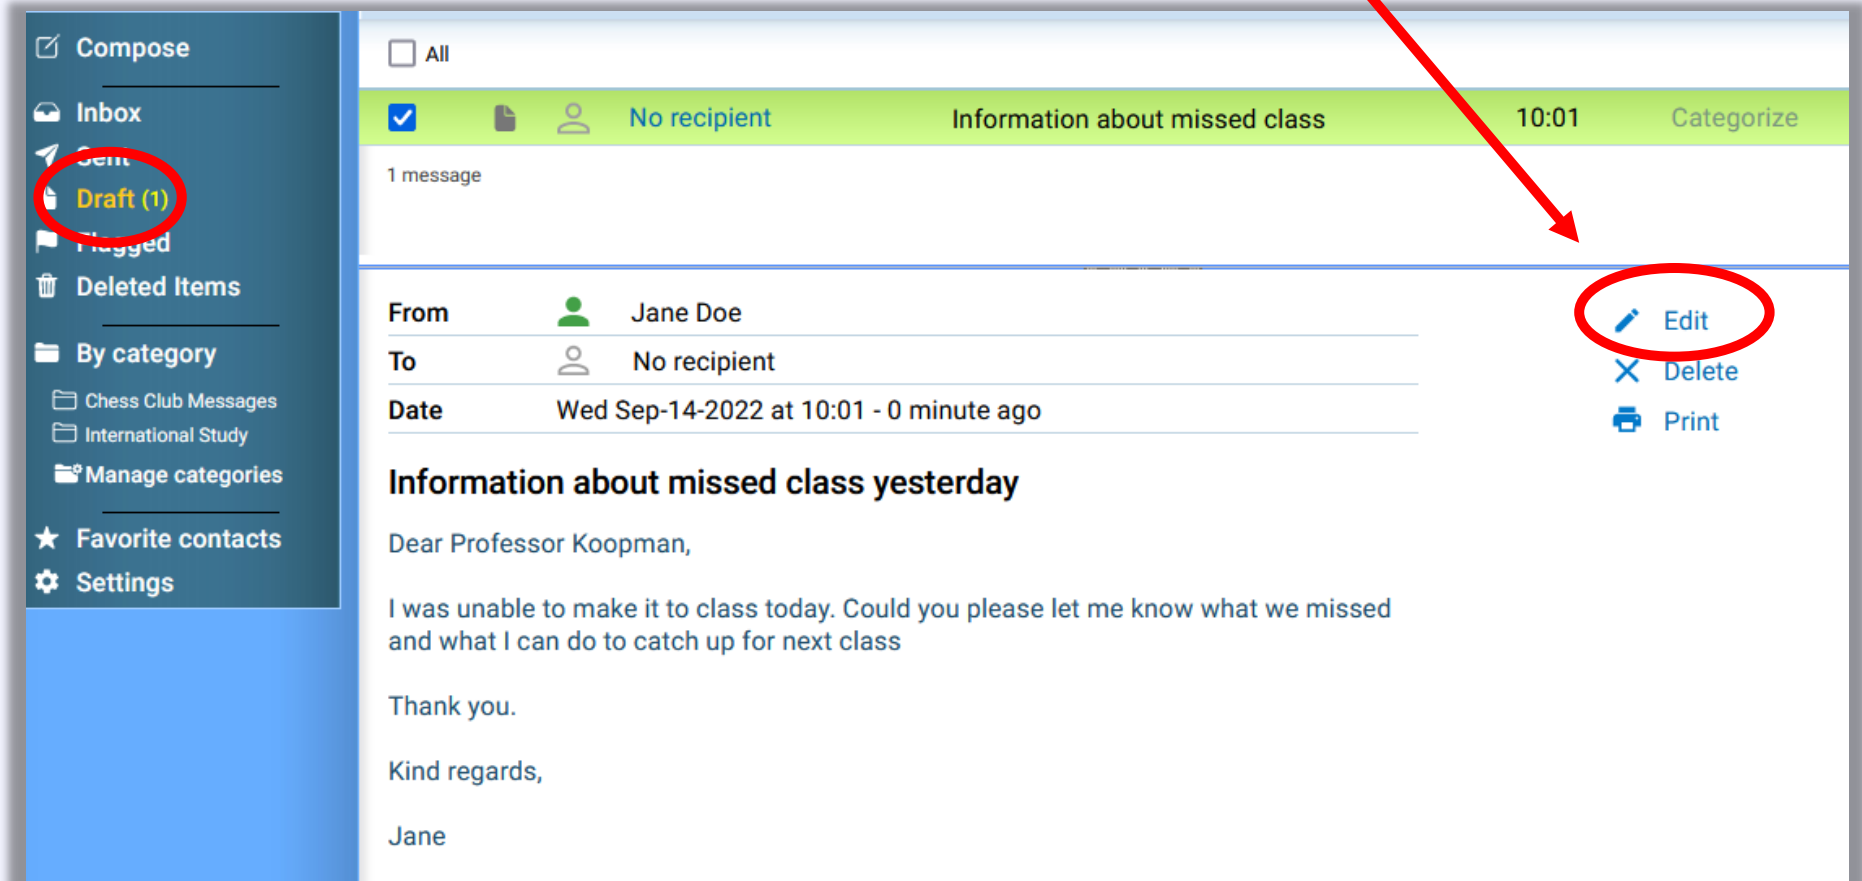 Compose
Inbox
Sent
Draft (1)
Flagged
Deleted Items
By category
Chess Club Messages
International Study
Manage categories
Favorite contacts
Settings
All
No recipient Information about missed class 10:01 Categorize
1 message
From Jane Doe
To No recipient
Date Wed Sep-14-2022 at 10:01 - 0 minute ago
Edit
Delete
Print
Information about missed class yesterday
Dear Professor Koopman,
I was unable to make it to class today. Could you please let me know what we missed
and what I can do to catch up for next class
Thank you.
Kind regards,
Jane